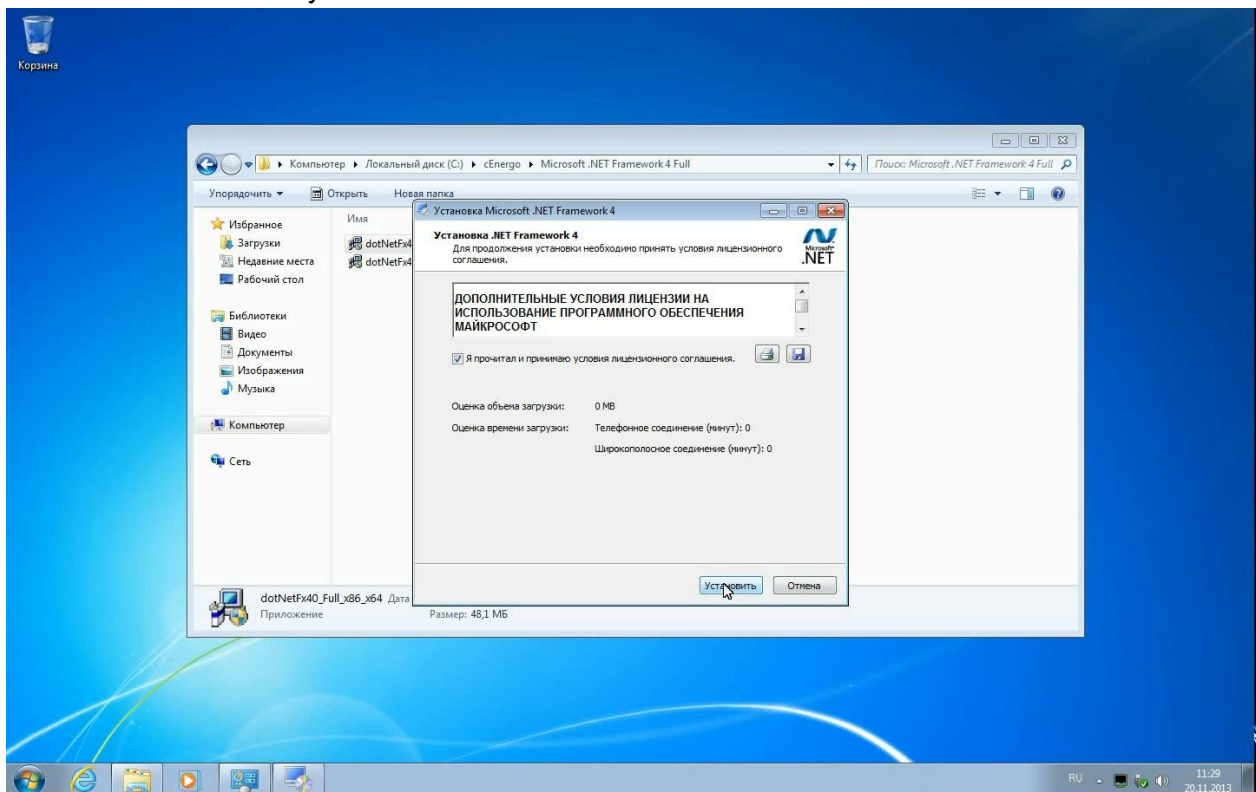 Корзина
Компьютер ▸ Локальный диск (C:) ▸ cEnergo ▸ Microsoft .NET Framework 4 Full
Поиск: Microsoft .NET Framework 4 Full
Упорядочить
Открыть
Новая папка
Избранное
Загрузки
Недавние места
Рабочий стол
Библиотеки
Видео
Документы
Изображения
Музыка
Компьютер
Сеть
Имя
dotNetFx4
dotNetFx4
Установка Microsoft .NET Framework 4
Установка .NET Framework 4
Для продолжения установки необходимо принять условия лицензионного
соглашения.
Microsoft
.NET
ДОПОЛНИТЕЛЬНЫЕ УСЛОВИЯ ЛИЦЕНЗИИ НА
ИСПОЛЬЗОВАНИЕ ПРОГРАММНОГО ОБЕСПЕЧЕНИЯ
МАЙКРОСОФТ
Я прочитал и принимаю условия лицензионного соглашения.
Оценка объема загрузки: 0 MB
Оценка времени загрузки: Телефонное соединение (минут): 0
Широкополосное соединение (минут): 0
Установить
Отмена
dotNetFx40_Full_x86_x64 Дата
Приложение
Размер: 48,1 МБ
RU
11:29
20.11.2013